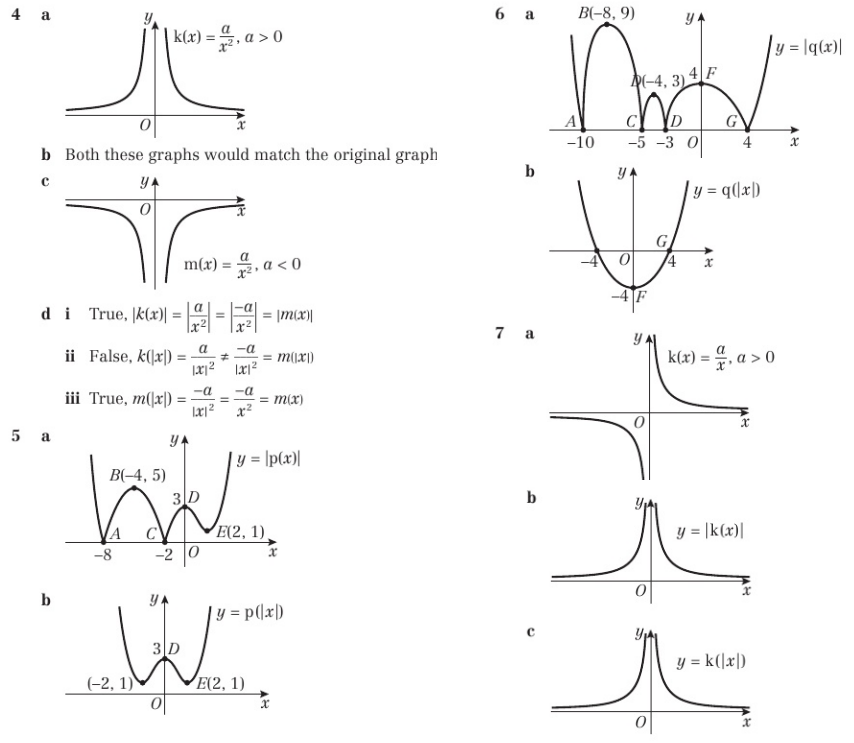 4 a
y
k(x) = a/x², a > 0
O x
b Both these graphs would match the original graph
c
y
O x
m(x) = a/x², a < 0
d i True, |k(x)| = |a/x²| = |−a/x²| = |m(x)|
ii False, k(|x|) = a/|x|² ≠ −a/|x|² = m(|x|)
iii True, m(|x|) = −a/|x|² = −a/x² = m(x)
5 a
y
y = |p(x)|
B(−4, 5)
3 D
A C E(2, 1)
−8 −2 O x
b
y
y = p(|x|)
3 D
(−2, 1) E(2, 1)
O x
6 a
B(−8, 9) y
y = |q(x)|
D(−4, 3) 4 F
A C D G
−10 −5 −3 O 4 x
b
y
y = q(|x|)
G
−4 O 4 x
−4 F
7 a
y
k(x) = a/x, a > 0
O x
b
y
y = |k(x)|
O x
c
y
y = k(|x|)
O x